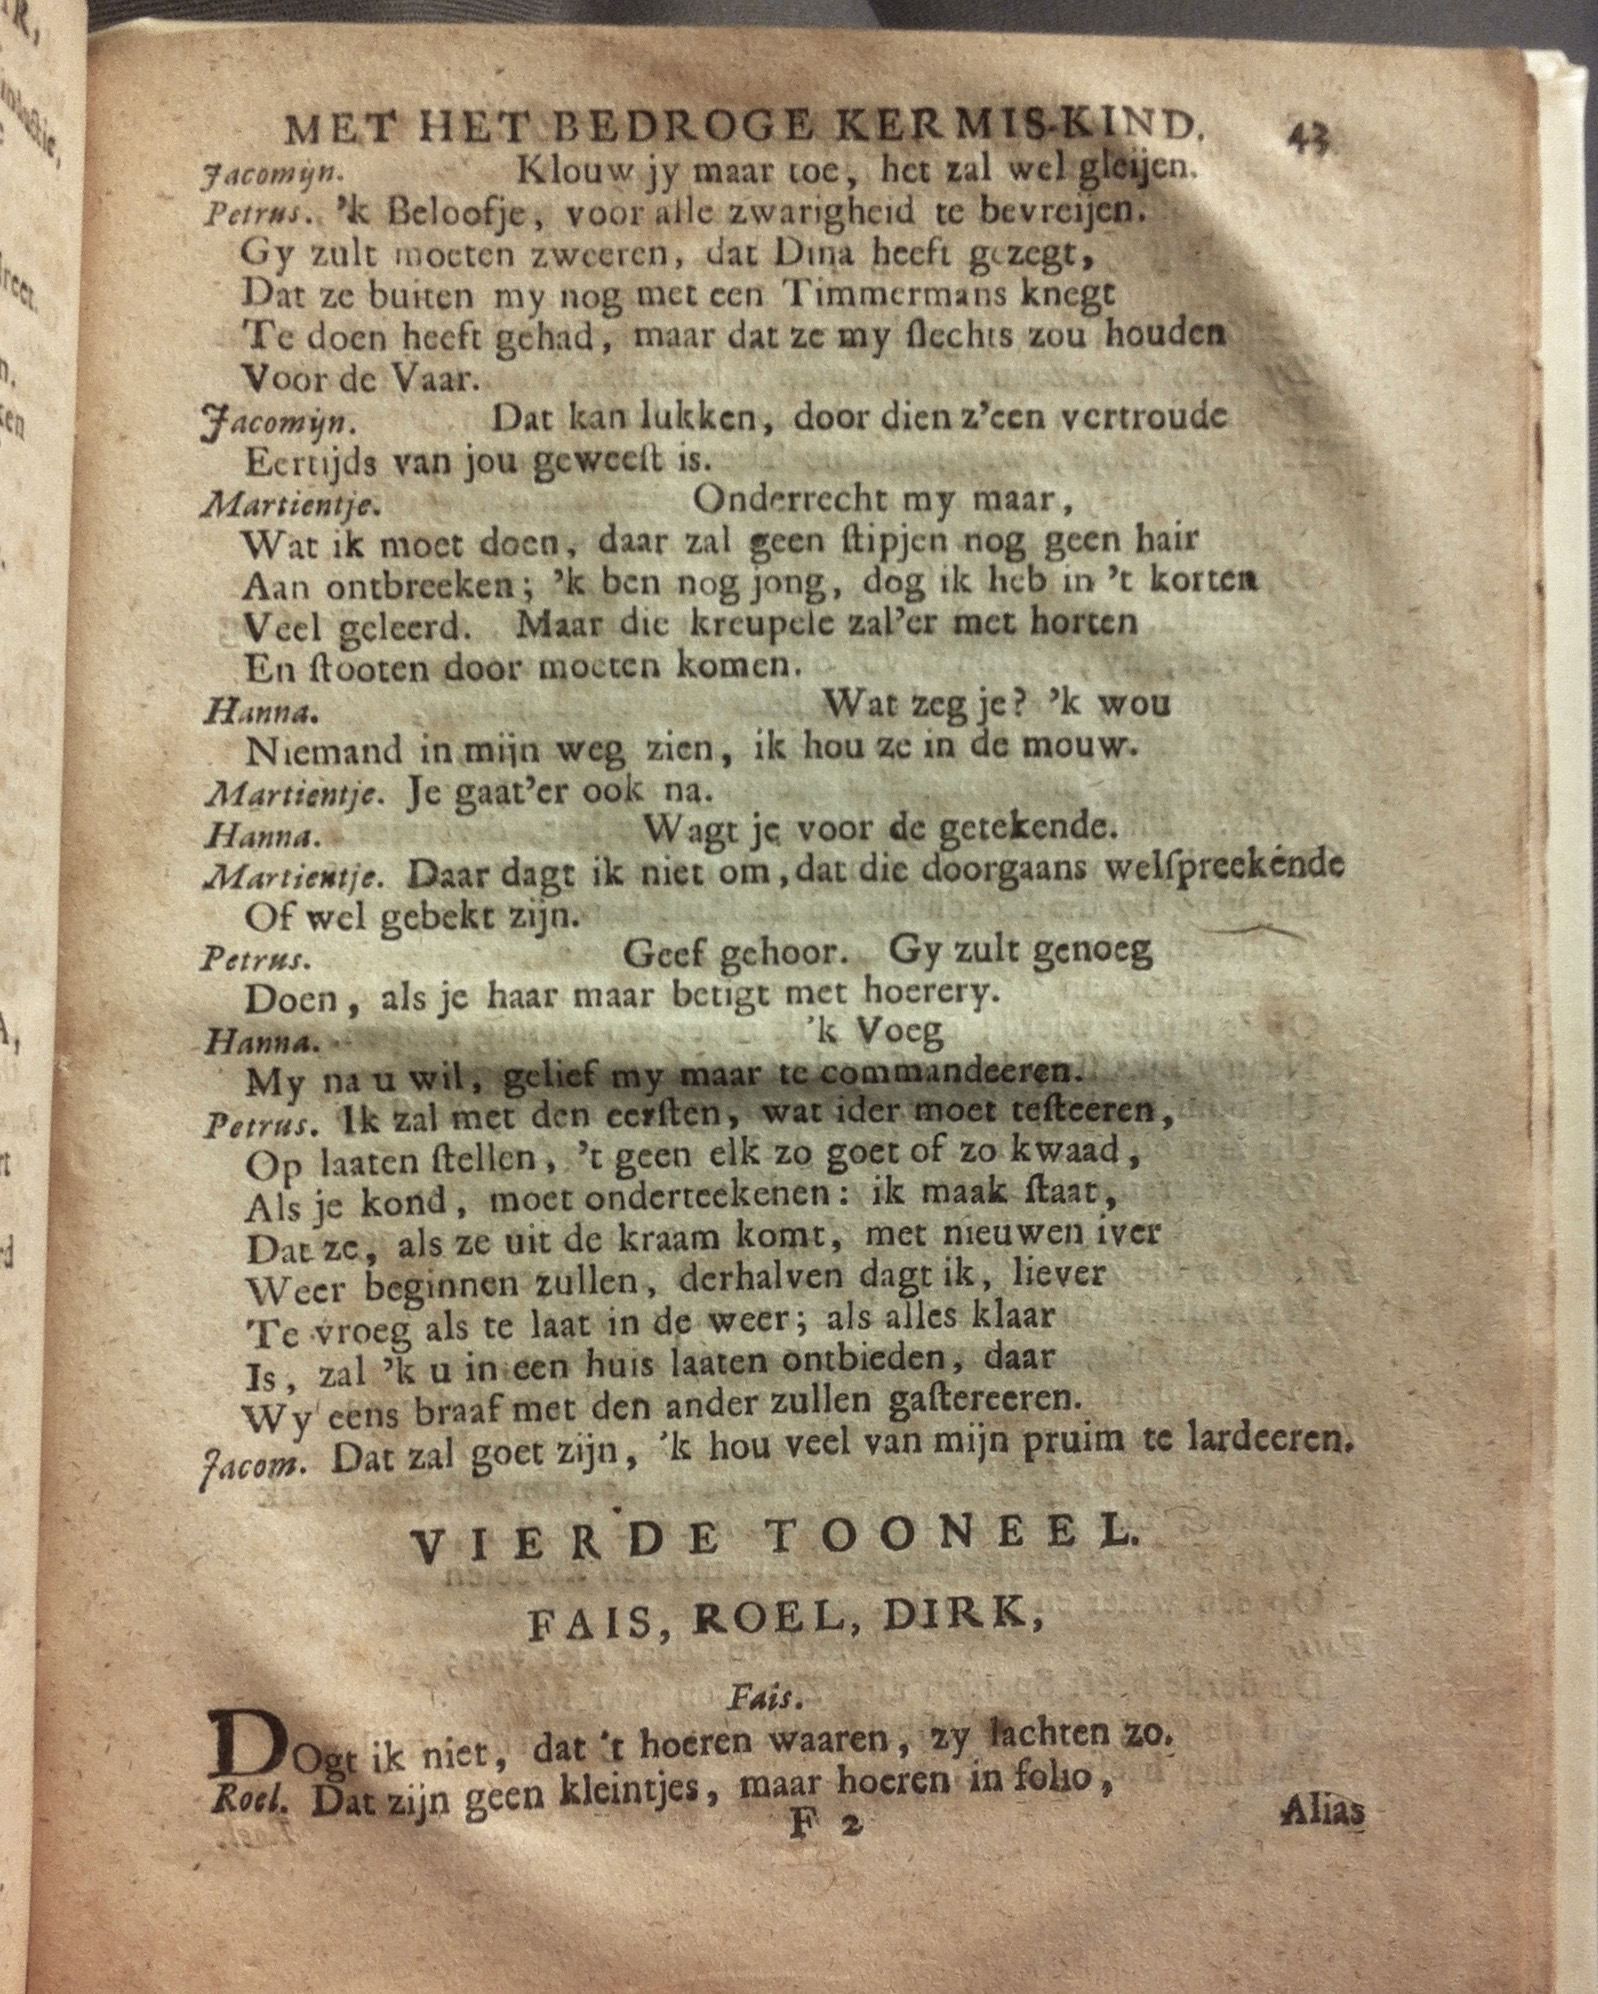 MET HET BEDROGE KERMIS-KIND. 43
Jacomijn. Klouw jy maar toe, het zal wel gleijen.
Petrus. 'k Beloofje, voor alle zwarigheid te bevreijen.
Gy zult moeten zweeren, dat Dina heeft gezegt,
Dat ze buiten my nog met een Timmermans knegt
Te doen heeft gehad, maar dat ze my ſlechts zou houden
Voor de Vaar.
Jacomijn. Dat kan lukken, door dien z'een vertroude
Eertijds van jou geweeſt is.
Martientje. Onderrecht my maar,
Wat ik moet doen, daar zal geen ſtipjen nog geen hair
Aan ontbreeken; 'k ben nog jong, dog ik heb in 't korten
Veel geleerd. Maar die kreupele zal'er met horten
En ſtooten door moeten komen.
Hanna. Wat zeg je? 'k wou
Niemand in mijn weg zien, ik hou ze in de mouw.
Martientje. Je gaat'er ook na.
Hanna. Wagt je voor de getekende.
Martientje. Daar dagt ik niet om, dat die doorgaans welſpreekende
Of wel gebekt zijn.
Petrus. Geef gehoor. Gy zult genoeg
Doen, als je haar maar betigt met hoerery.
Hanna. 'k Voeg
My na u wil, gelief my maar te commandeeren.
Petrus. Ik zal met den eerſten, wat ider moet teſteeren,
Op laaten ſtellen, 't geen elk zo goet of zo kwaad,
Als je kond, moet onderteekenen: ik maak ſtaat,
Dat ze, als ze uit de kraam komt, met nieuwen iver
Weer beginnen zullen, derhalven dagt ik, liever
Te vroeg als te laat in de weer; als alles klaar
Is, zal 'k u in een huis laaten ontbieden, daar
Wy eens braaf met den ander zullen gaſtereeren.
Jacom. Dat zal goet zijn, 'k hou veel van mijn pruim te lardeeren.
VIERDE TOONEEL.
FAIS, ROEL, DIRK,
Fais.
DOgt ik niet, dat 't hoeren waaren, zy lachten zo.
Roel. Dat zijn geen kleintjes, maar hoeren in folio,
F 2 Alias